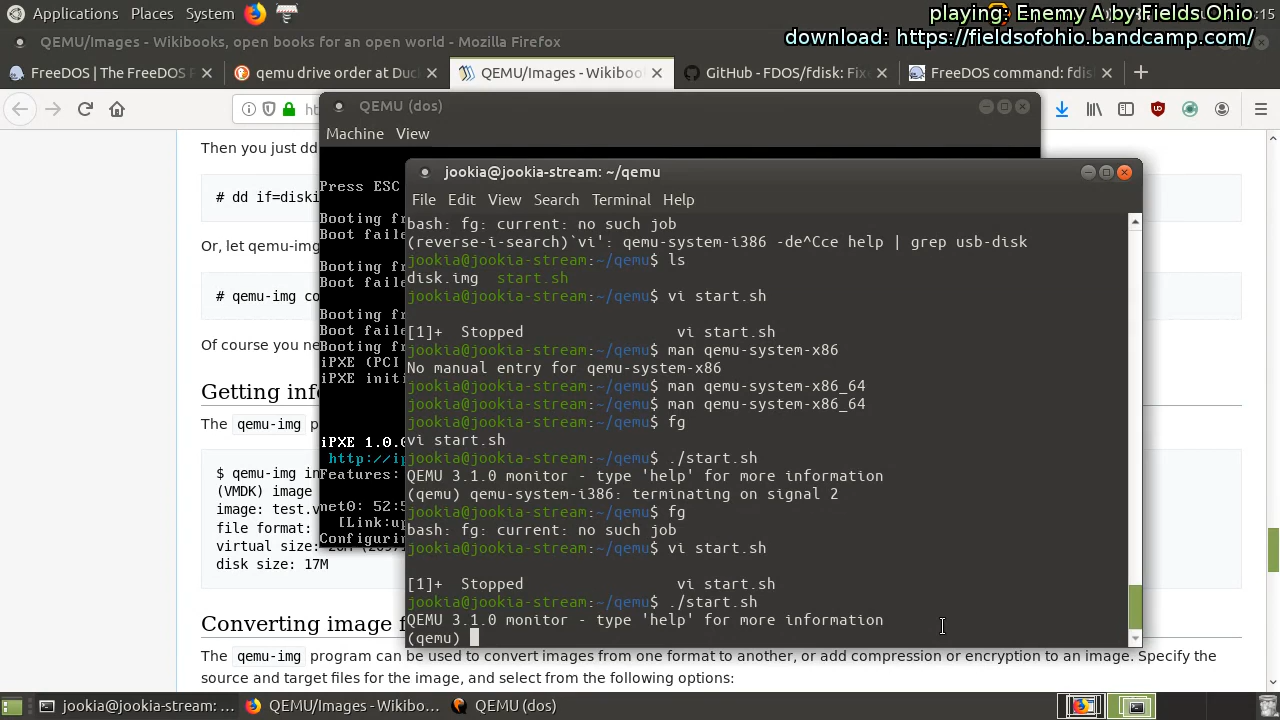 Applications Places System
:15
playing: Enemy A by Fields Ohio
download: https://fieldsofohio.bandcamp.com/
QEMU/Images - Wikibooks, open books for an open world - Mozilla Firefox
FreeDOS | The FreeDOS P
qemu drive order at Duc
QEMU/Images - Wikiboo
GitHub - FDOS/fdisk: Fixe
FreeDOS command: fdis
Then you just dd
# dd if=diski
Or, let qemu-img
# qemu-img co
Of course you ne
Getting inf
The qemu-img p
$ qemu-img in
(VMDK) image
image: test.v
file format:
disk size: 17M
Converting image f
The qemu-img program can be used to convert images from one format to another, or add compression or encryption to an image. Specify the
source and target files for the image, and select from the following options:
QEMU (dos)
Machine View
Press ESC
Booting fr
Boot faile
Booting fr
Boot faile
Booting fr
Boot faile
Booting fr
iPXE (PCI
iPXE initi
iPXE 1.0.0
http://ip
Features:
net0: 52:5
[Link:up
Configurin
jookia@jookia-stream: ~/qemu
File Edit View Search Terminal Help
bash: fg: current: no such job
(reverse-i-search)`vi': qemu-system-i386 -de^Cce help | grep usb-disk
jookia@jookia-stream:~/qemu$ ls
disk.img start.sh
jookia@jookia-stream:~/qemu$ vi start.sh
[1]+ Stopped vi start.sh
jookia@jookia-stream:~/qemu$ man qemu-system-x86
No manual entry for qemu-system-x86
jookia@jookia-stream:~/qemu$ man qemu-system-x86_64
jookia@jookia-stream:~/qemu$ man qemu-system-x86_64
jookia@jookia-stream:~/qemu$ fg
vi start.sh
jookia@jookia-stream:~/qemu$ ./start.sh
QEMU 3.1.0 monitor - type 'help' for more information
(qemu) qemu-system-i386: terminating on signal 2
jookia@jookia-stream:~/qemu$ fg
bash: fg: current: no such job
jookia@jookia-stream:~/qemu$ vi start.sh
[1]+ Stopped vi start.sh
jookia@jookia-stream:~/qemu$ ./start.sh
QEMU 3.1.0 monitor - type 'help' for more information
(qemu)
jookia@jookia-stream: ...
QEMU/Images - Wikibo...
QEMU (dos)